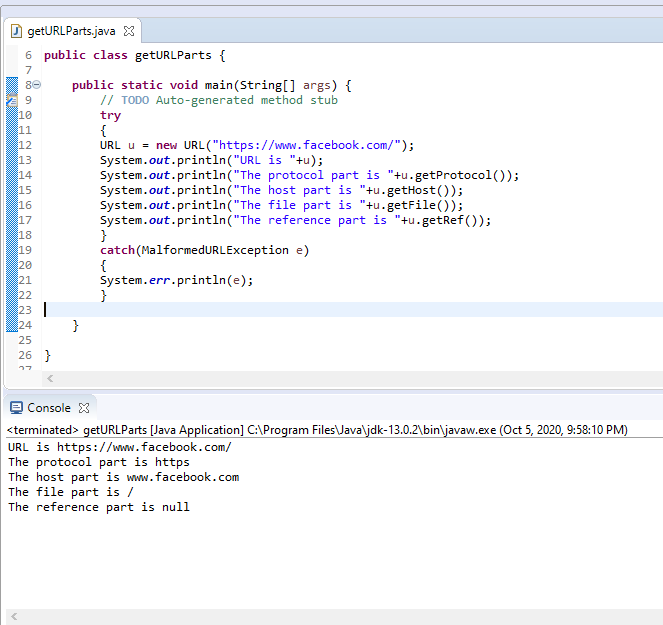 getURLParts.java
6 public class getURLParts {
7
8 public static void main(String[] args) {
9 // TODO Auto-generated method stub
10 try
11 {
12 URL u = new URL("https://www.facebook.com/");
13 System.out.println("URL is "+u);
14 System.out.println("The protocol part is "+u.getProtocol());
15 System.out.println("The host part is "+u.getHost());
16 System.out.println("The file part is "+u.getFile());
17 System.out.println("The reference part is "+u.getRef());
18 }
19 catch(MalformedURLException e)
20 {
21 System.err.println(e);
22 }
23
24 }
25
26 }
27
Console
<terminated> getURLParts [Java Application] C:\Program Files\Java\jdk-13.0.2\bin\javaw.exe (Oct 5, 2020, 9:58:10 PM)
URL is https://www.facebook.com/
The protocol part is https
The host part is www.facebook.com
The file part is /
The reference part is null